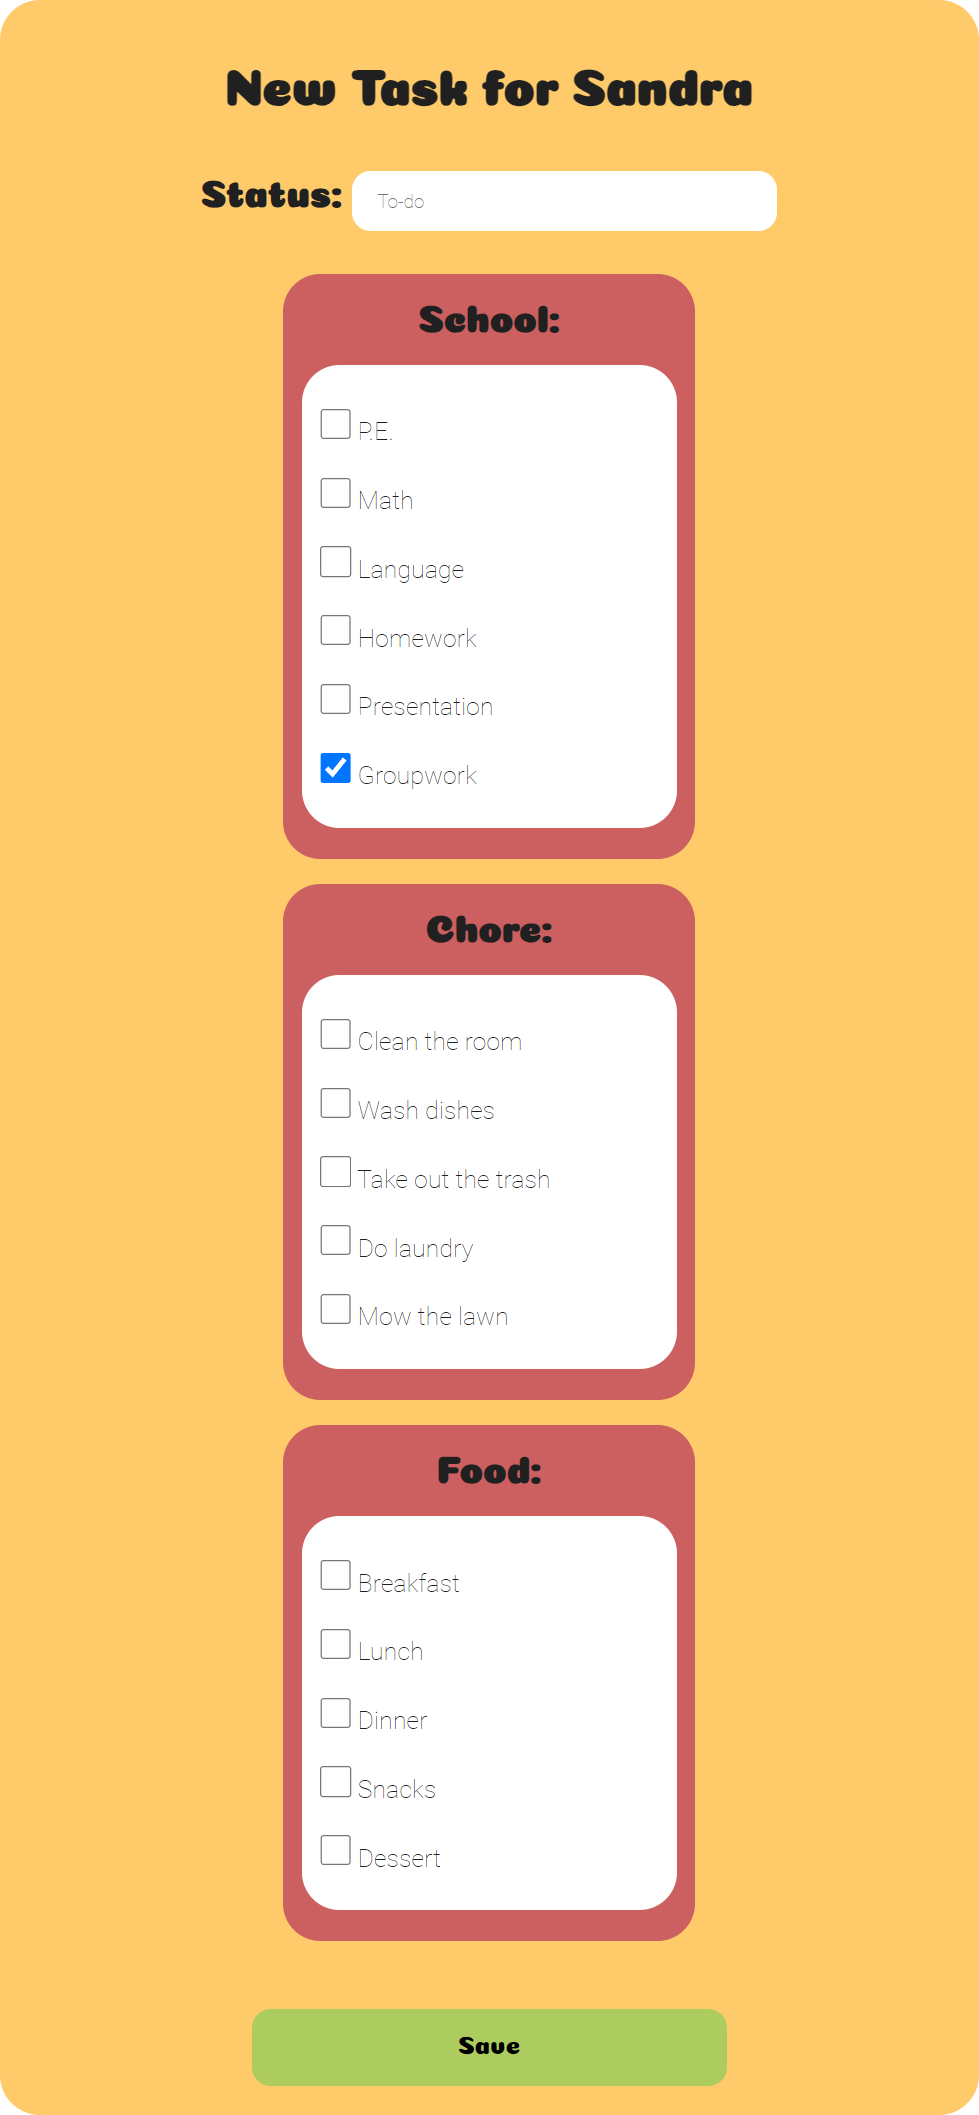 New Task for Sandra
Status: To-do
School:
P.E.
Math
Language
Homework
Presentation
Groupwork
Chore:
Clean the room
Wash dishes
Take out the trash
Do laundry
Mow the lawn
Food:
Breakfast
Lunch
Dinner
Snacks
Dessert
Save